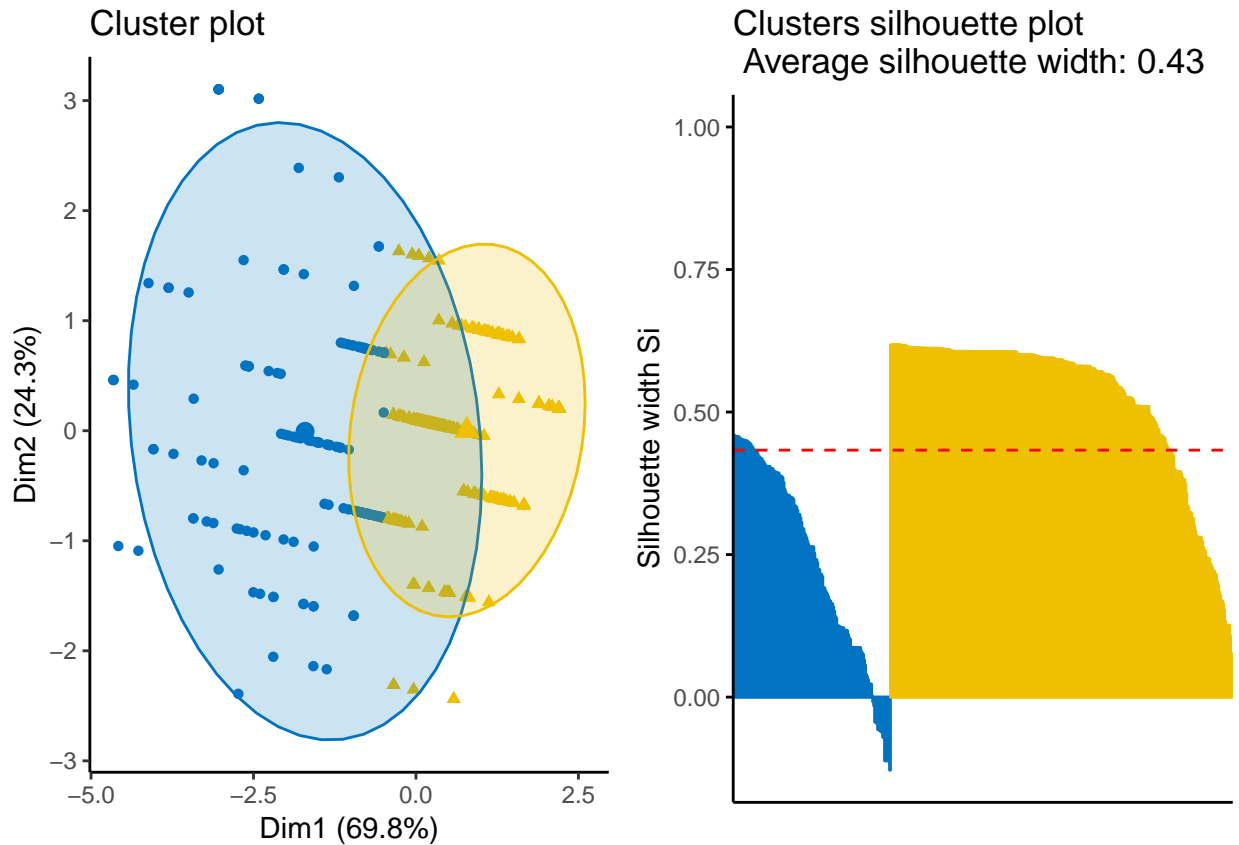 Cluster plot
3
2
1
0
−1
−2
−3
Dim2 (24.3%)
−5.0
−2.5
0.0
2.5
Dim1 (69.8%)
Clusters silhouette plot
Average silhouette width: 0.43
1.00
0.75
0.50
0.25
0.00
Silhouette width Si